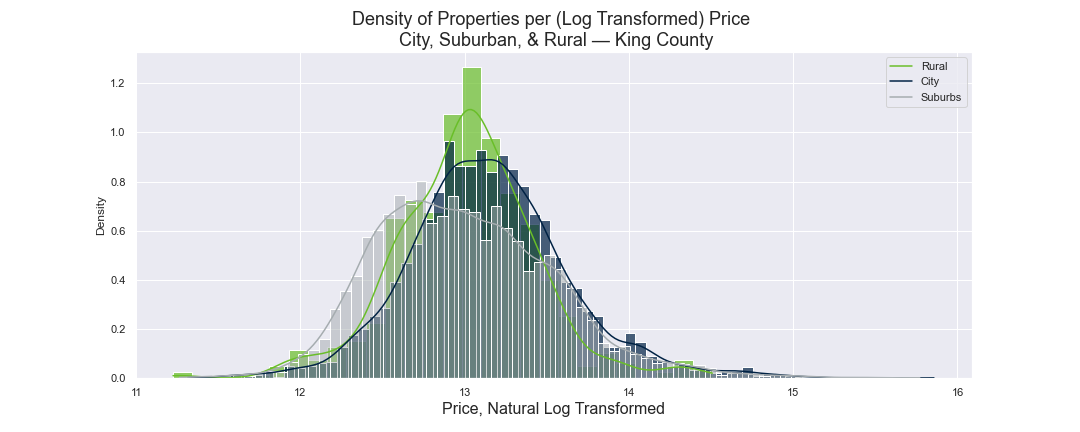 Density of Properties per (Log Transformed) Price
City, Suburban, & Rural — King County
Rural
City
Suburbs
Density
1.2
1.0
0.8
0.6
0.4
0.2
0.0
11 12 13 14 15 16
Price, Natural Log Transformed